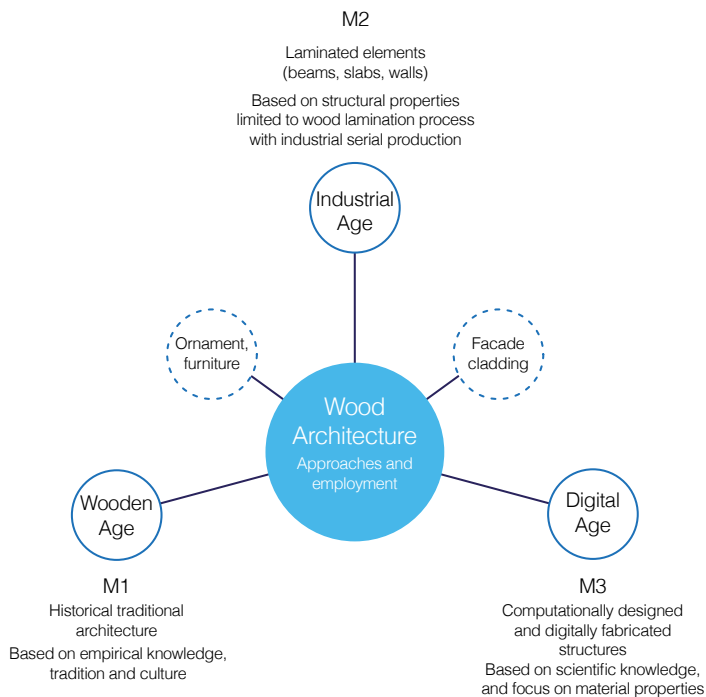 M2
Laminated elements
(beams, slabs, walls)
Based on structural properties
limited to wood lamination process
with industrial serial production
Industrial
Age
Ornament,
furniture
Facade
cladding
Wood
Architecture
Approaches and
employment
Wooden
Age
Digital
Age
M1
Historical traditional
architecture
Based on empirical knowledge,
tradition and culture
M3
Computationally designed
and digitally fabricated
structures
Based on scientific knowledge,
and focus on material properties